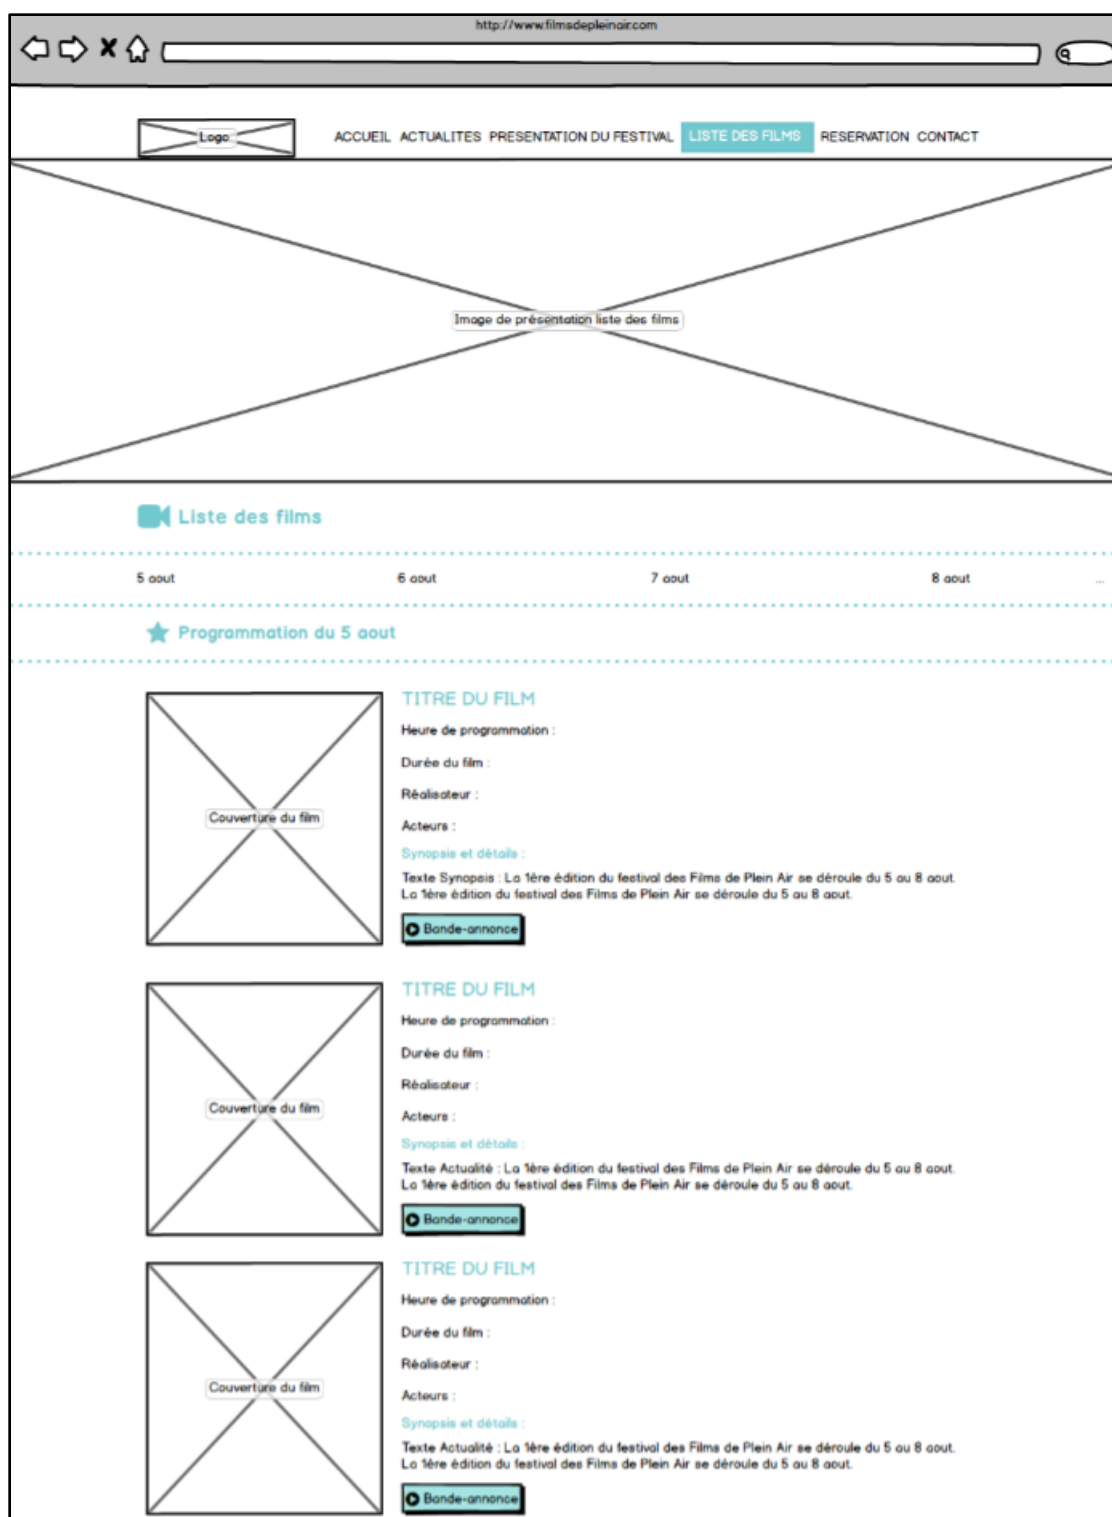 http://www.filmsdepleinair.com
Logo
ACCUEIL ACTUALITES PRESENTATION DU FESTIVAL LISTE DES FILMS RESERVATION CONTACT
Image de présentation liste des films
Liste des films
5 aout 6 aout 7 aout 8 aout ...
Programmation du 5 aout
TITRE DU FILM
Heure de programmation :
Durée du film :
Réalisateur :
Couverture du film
Acteurs :
Synopsis et détails :
Texte Synopsis : La 1ère édition du festival des Films de Plein Air se déroule du 5 au 8 aout.
La 1ère édition du festival des Films de Plein Air se déroule du 5 au 8 aout.
Bande-annonce
TITRE DU FILM
Heure de programmation :
Durée du film :
Réalisateur :
Couverture du film
Acteurs :
Synopsis et détails :
Texte Actualité : La 1ère édition du festival des Films de Plein Air se déroule du 5 au 8 aout.
La 1ère édition du festival des Films de Plein Air se déroule du 5 au 8 aout.
Bande-annonce
TITRE DU FILM
Heure de programmation :
Durée du film :
Réalisateur :
Couverture du film
Acteurs :
Synopsis et détails :
Texte Actualité : La 1ère édition du festival des Films de Plein Air se déroule du 5 au 8 aout.
La 1ère édition du festival des Films de Plein Air se déroule du 5 au 8 aout.
Bande-annonce